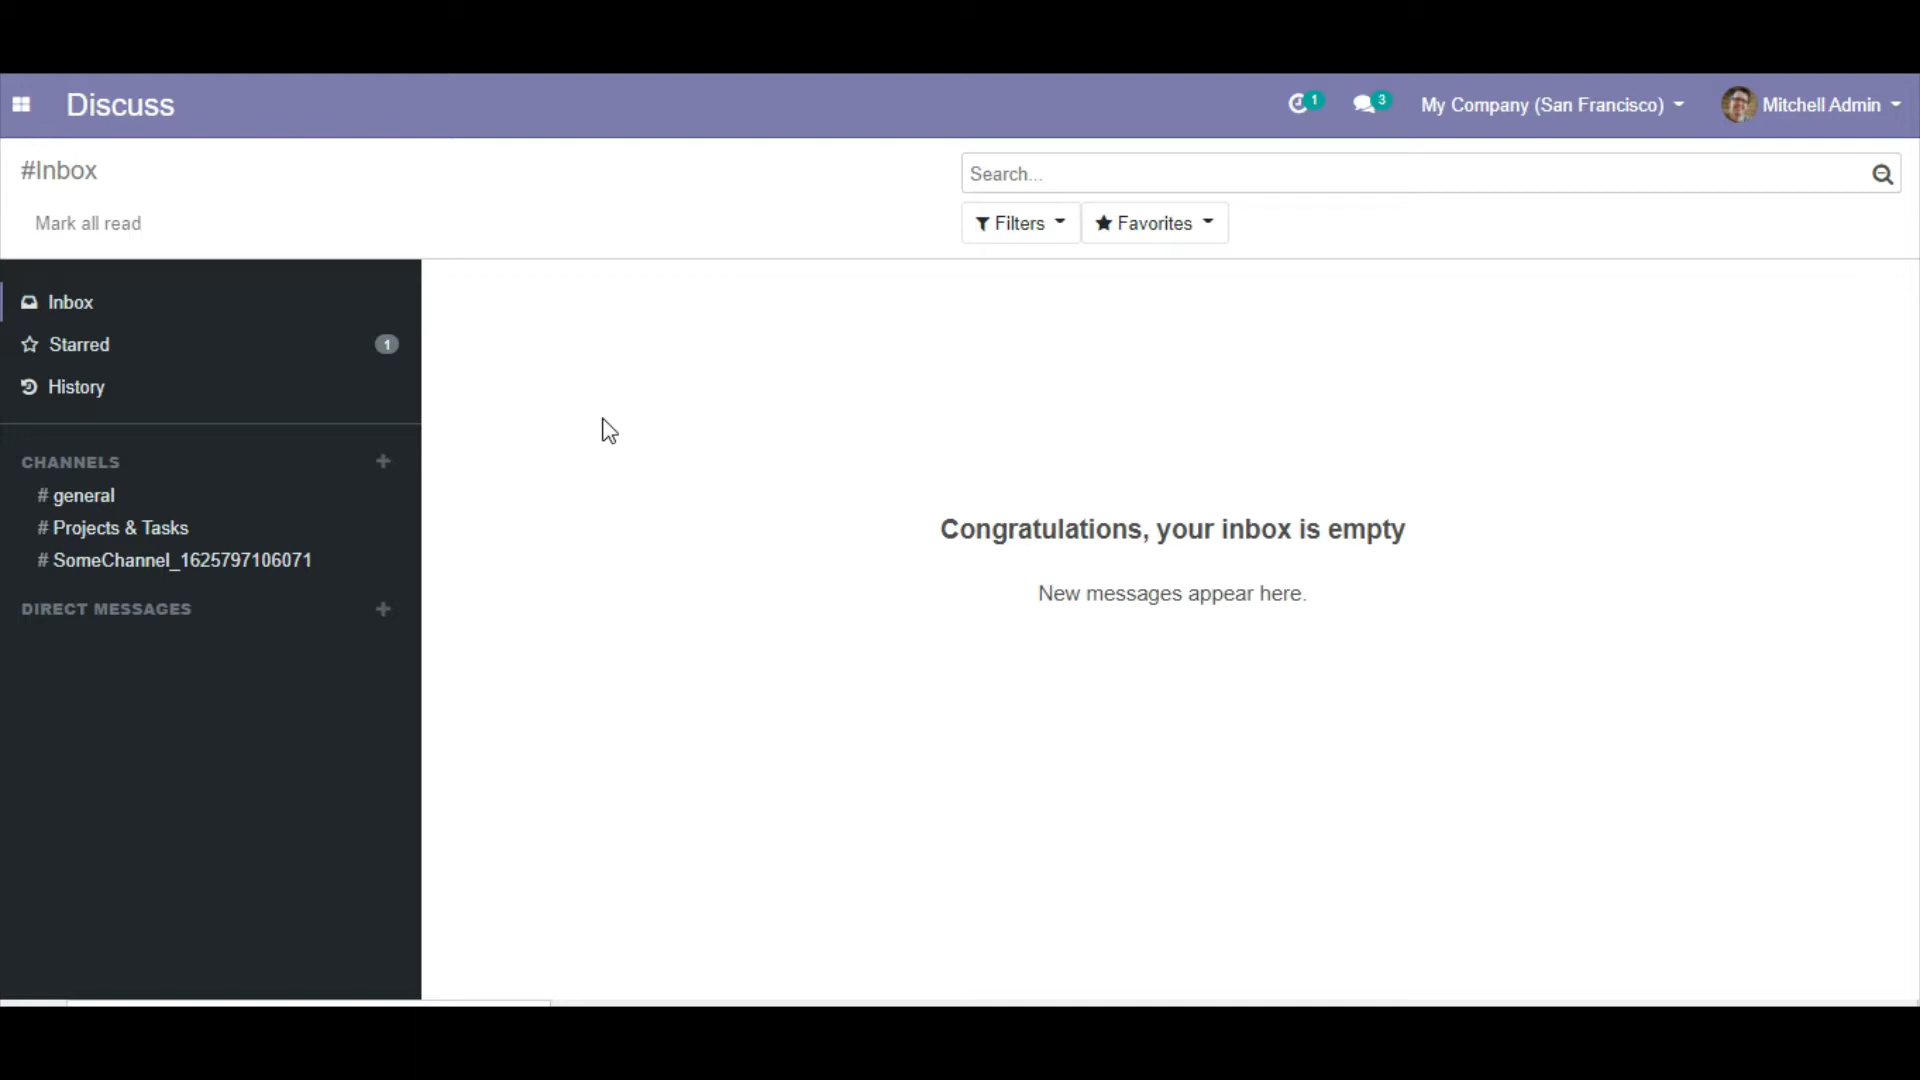 Discuss
1
3
My Company (San Francisco)
Mitchell Admin
#Inbox
Search...
Mark all read
Filters
Favorites
Inbox
Starred
1
History
CHANNELS
# general
# Projects & Tasks
# SomeChannel_1625797106071
DIRECT MESSAGES
Congratulations, your inbox is empty
New messages appear here.